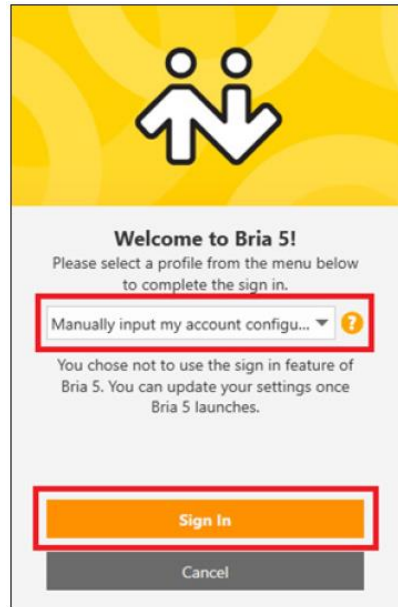 Welcome to Bria 5!
Please select a profile from the menu below
to complete the sign in.
Manually input my account configu...
?
You chose not to use the sign in feature of
Bria 5. You can update your settings once
Bria 5 launches.
Sign In
Cancel